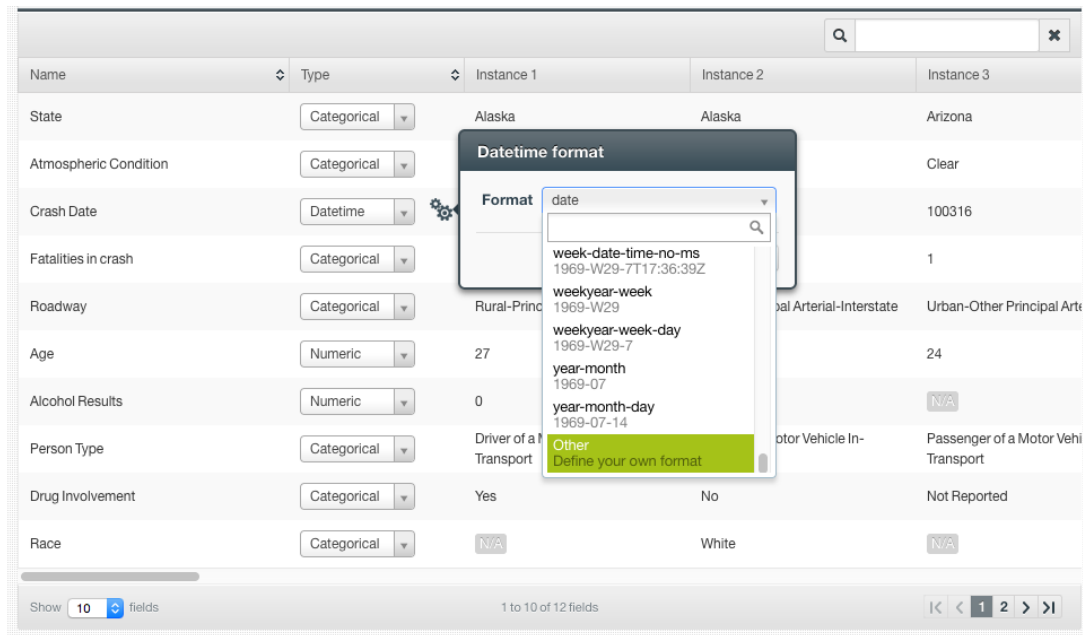 Name Type Instance 1 Instance 2 Instance 3
State Categorical Alaska Alaska Arizona
Atmospheric Condition Categorical Clear
Crash Date Datetime 100316
Fatalities in crash Categorical 1
Roadway Categorical Rural-Princ pal Arterial-Interstate Urban-Other Principal Arte
Age Numeric 27 24
Alcohol Results Numeric 0 N/A
Person Type Categorical Driver of a M otor Vehicle In- Passenger of a Motor Vehi
Transport Transport
Drug Involvement Categorical Yes No Not Reported
Race Categorical N/A White N/A
Datetime format
Format date
week-date-time-no-ms
1969-W29-7T17:36:39Z
weekyear-week
1969-W29
weekyear-week-day
1969-W29-7
year-month
1969-07
year-month-day
1969-07-14
Other
Define your own format
Show 10 fields 1 to 10 of 12 fields 1 2